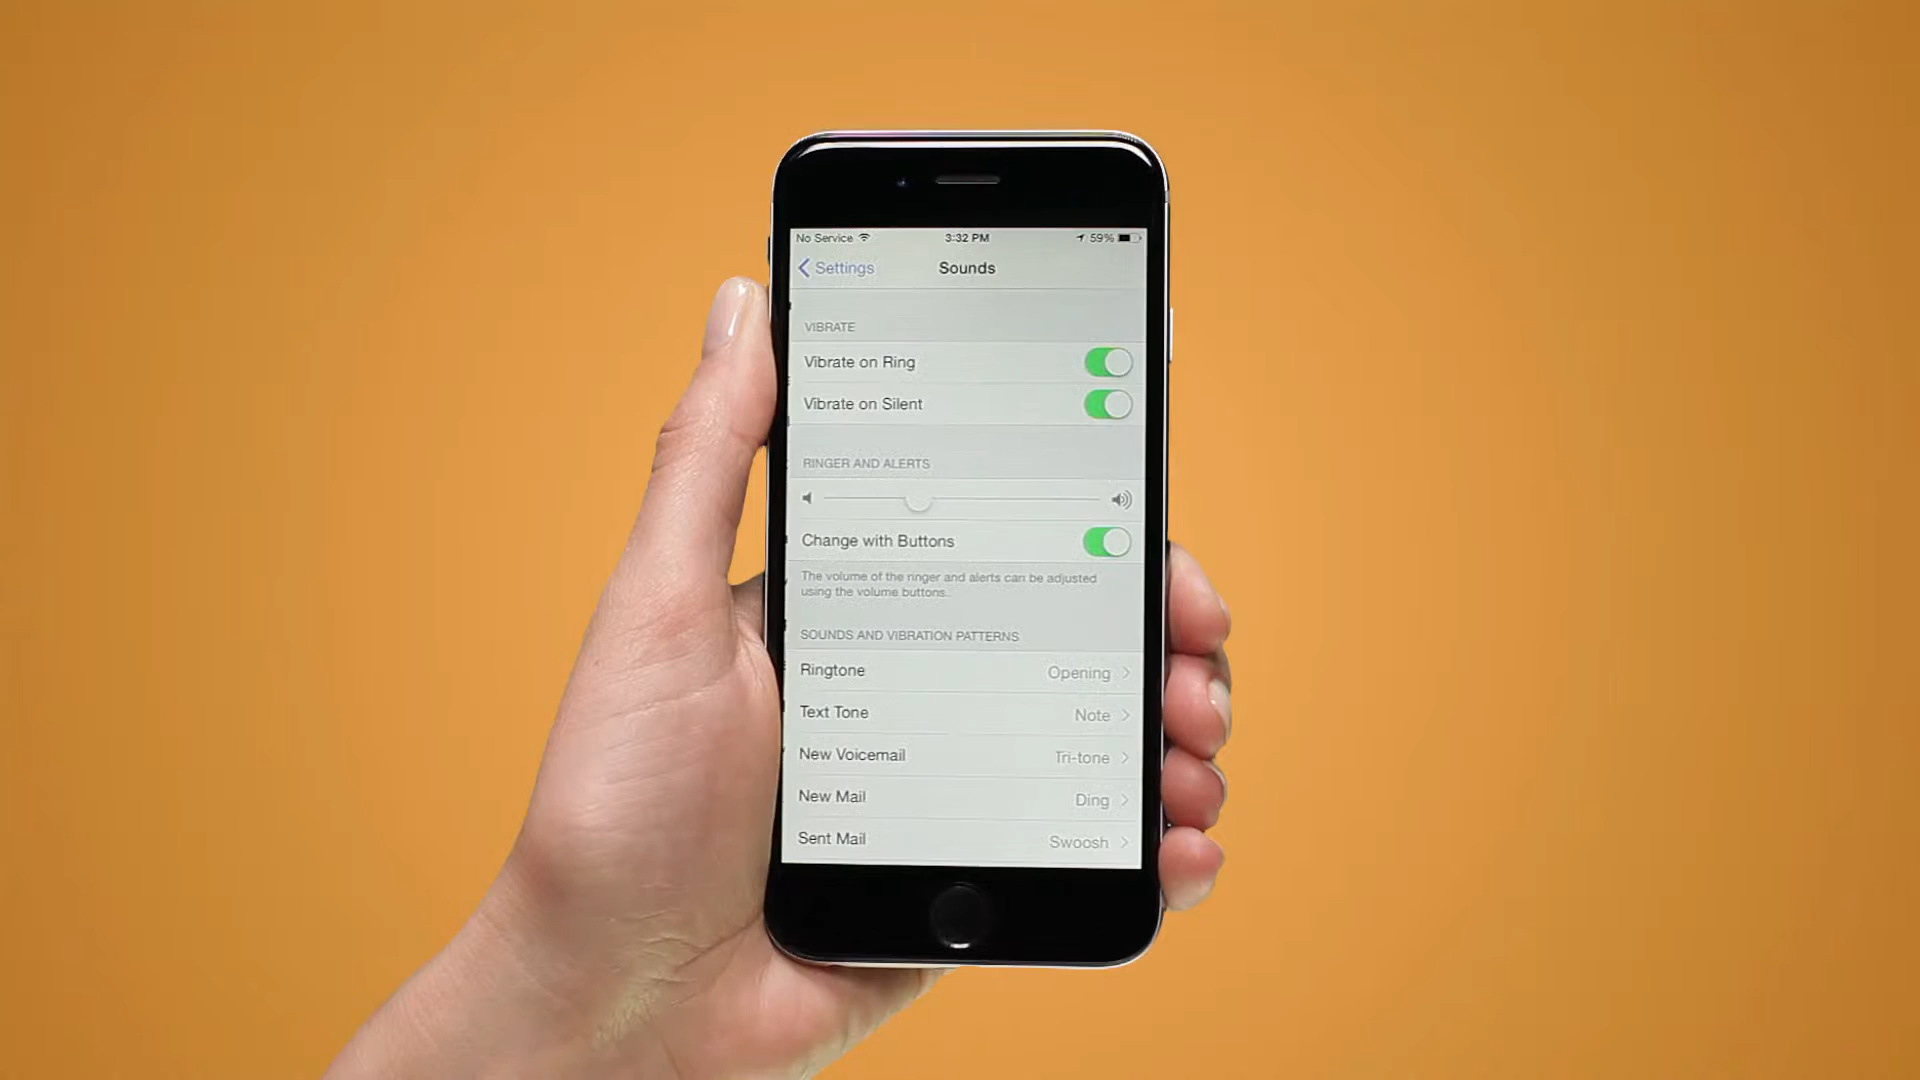 No Service 3:32 PM 59%
Settings Sounds
VIBRATE
Vibrate on Ring
Vibrate on Silent
RINGER AND ALERTS
Change with Buttons
The volume of the ringer and alerts can be adjusted
using the volume buttons.
SOUNDS AND VIBRATION PATTERNS
Ringtone Opening
Text Tone Note
New Voicemail Tri-tone
New Mail Ding
Sent Mail Swoosh